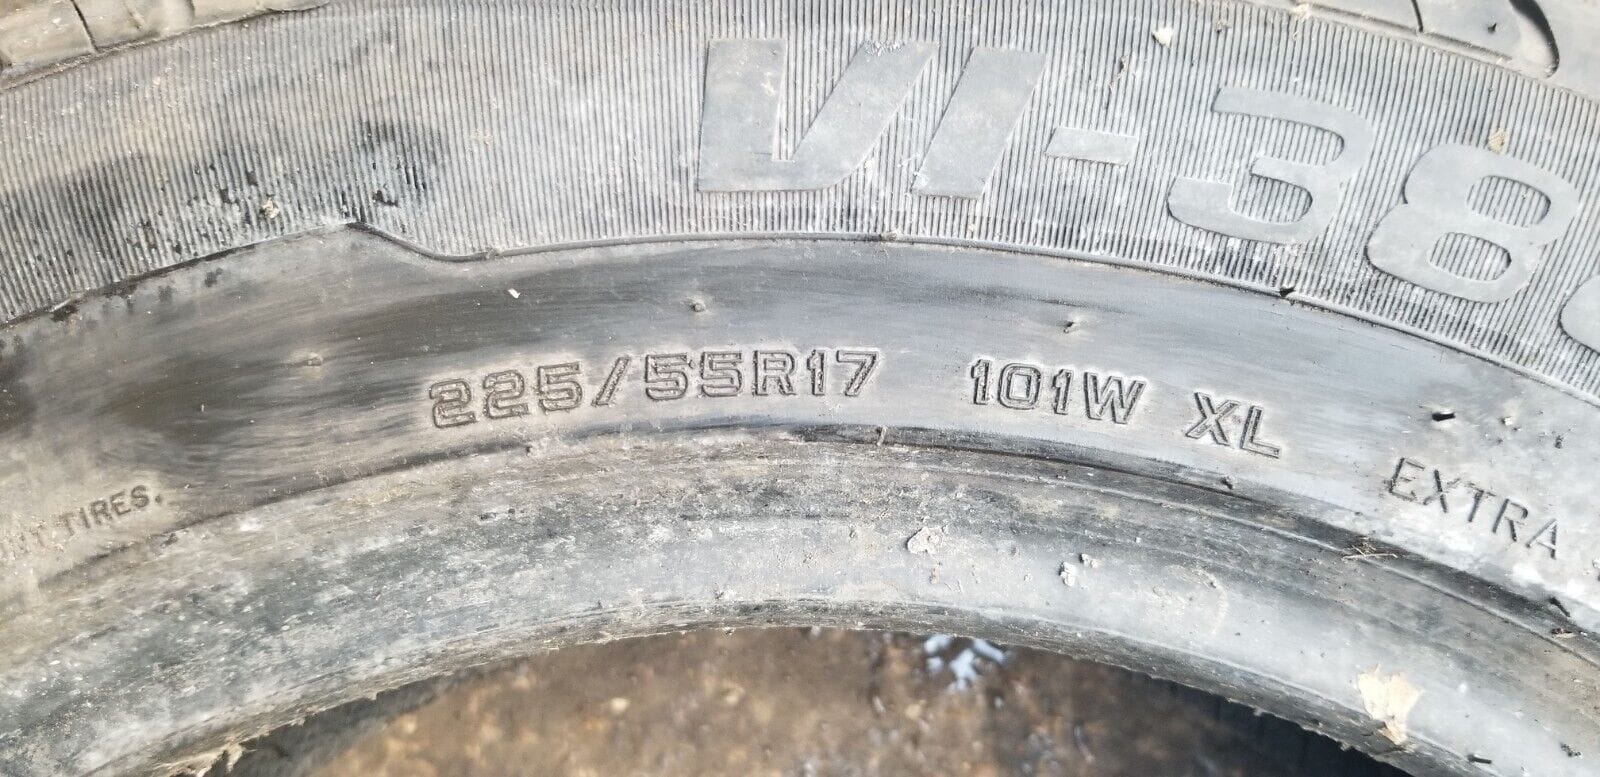 VI-38
225/55R17 101W XL
TIRES.
EXTRA